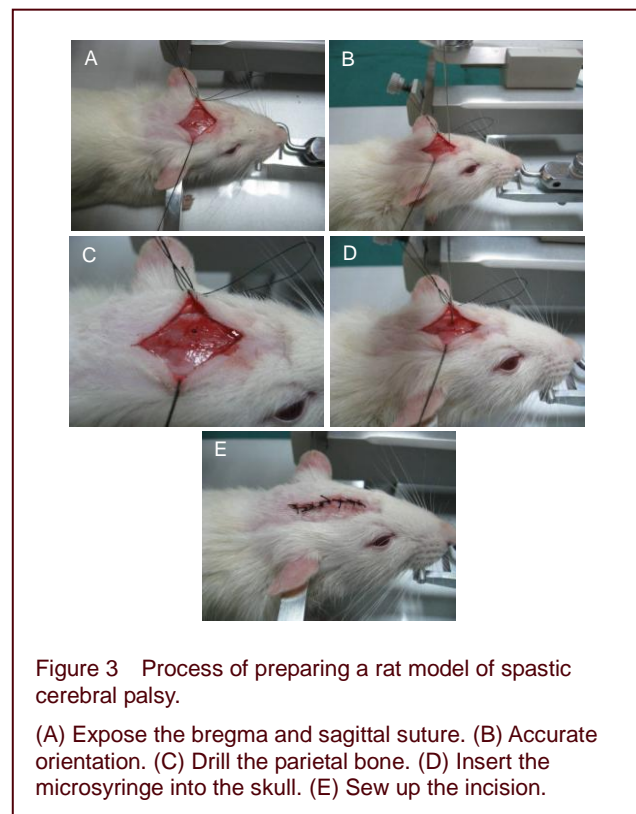 A
B
C
D
E
Figure 3 Process of preparing a rat model of spastic
cerebral palsy.
(A) Expose the bregma and sagittal suture. (B) Accurate
orientation. (C) Drill the parietal bone. (D) Insert the
microsyringe into the skull. (E) Sew up the incision.